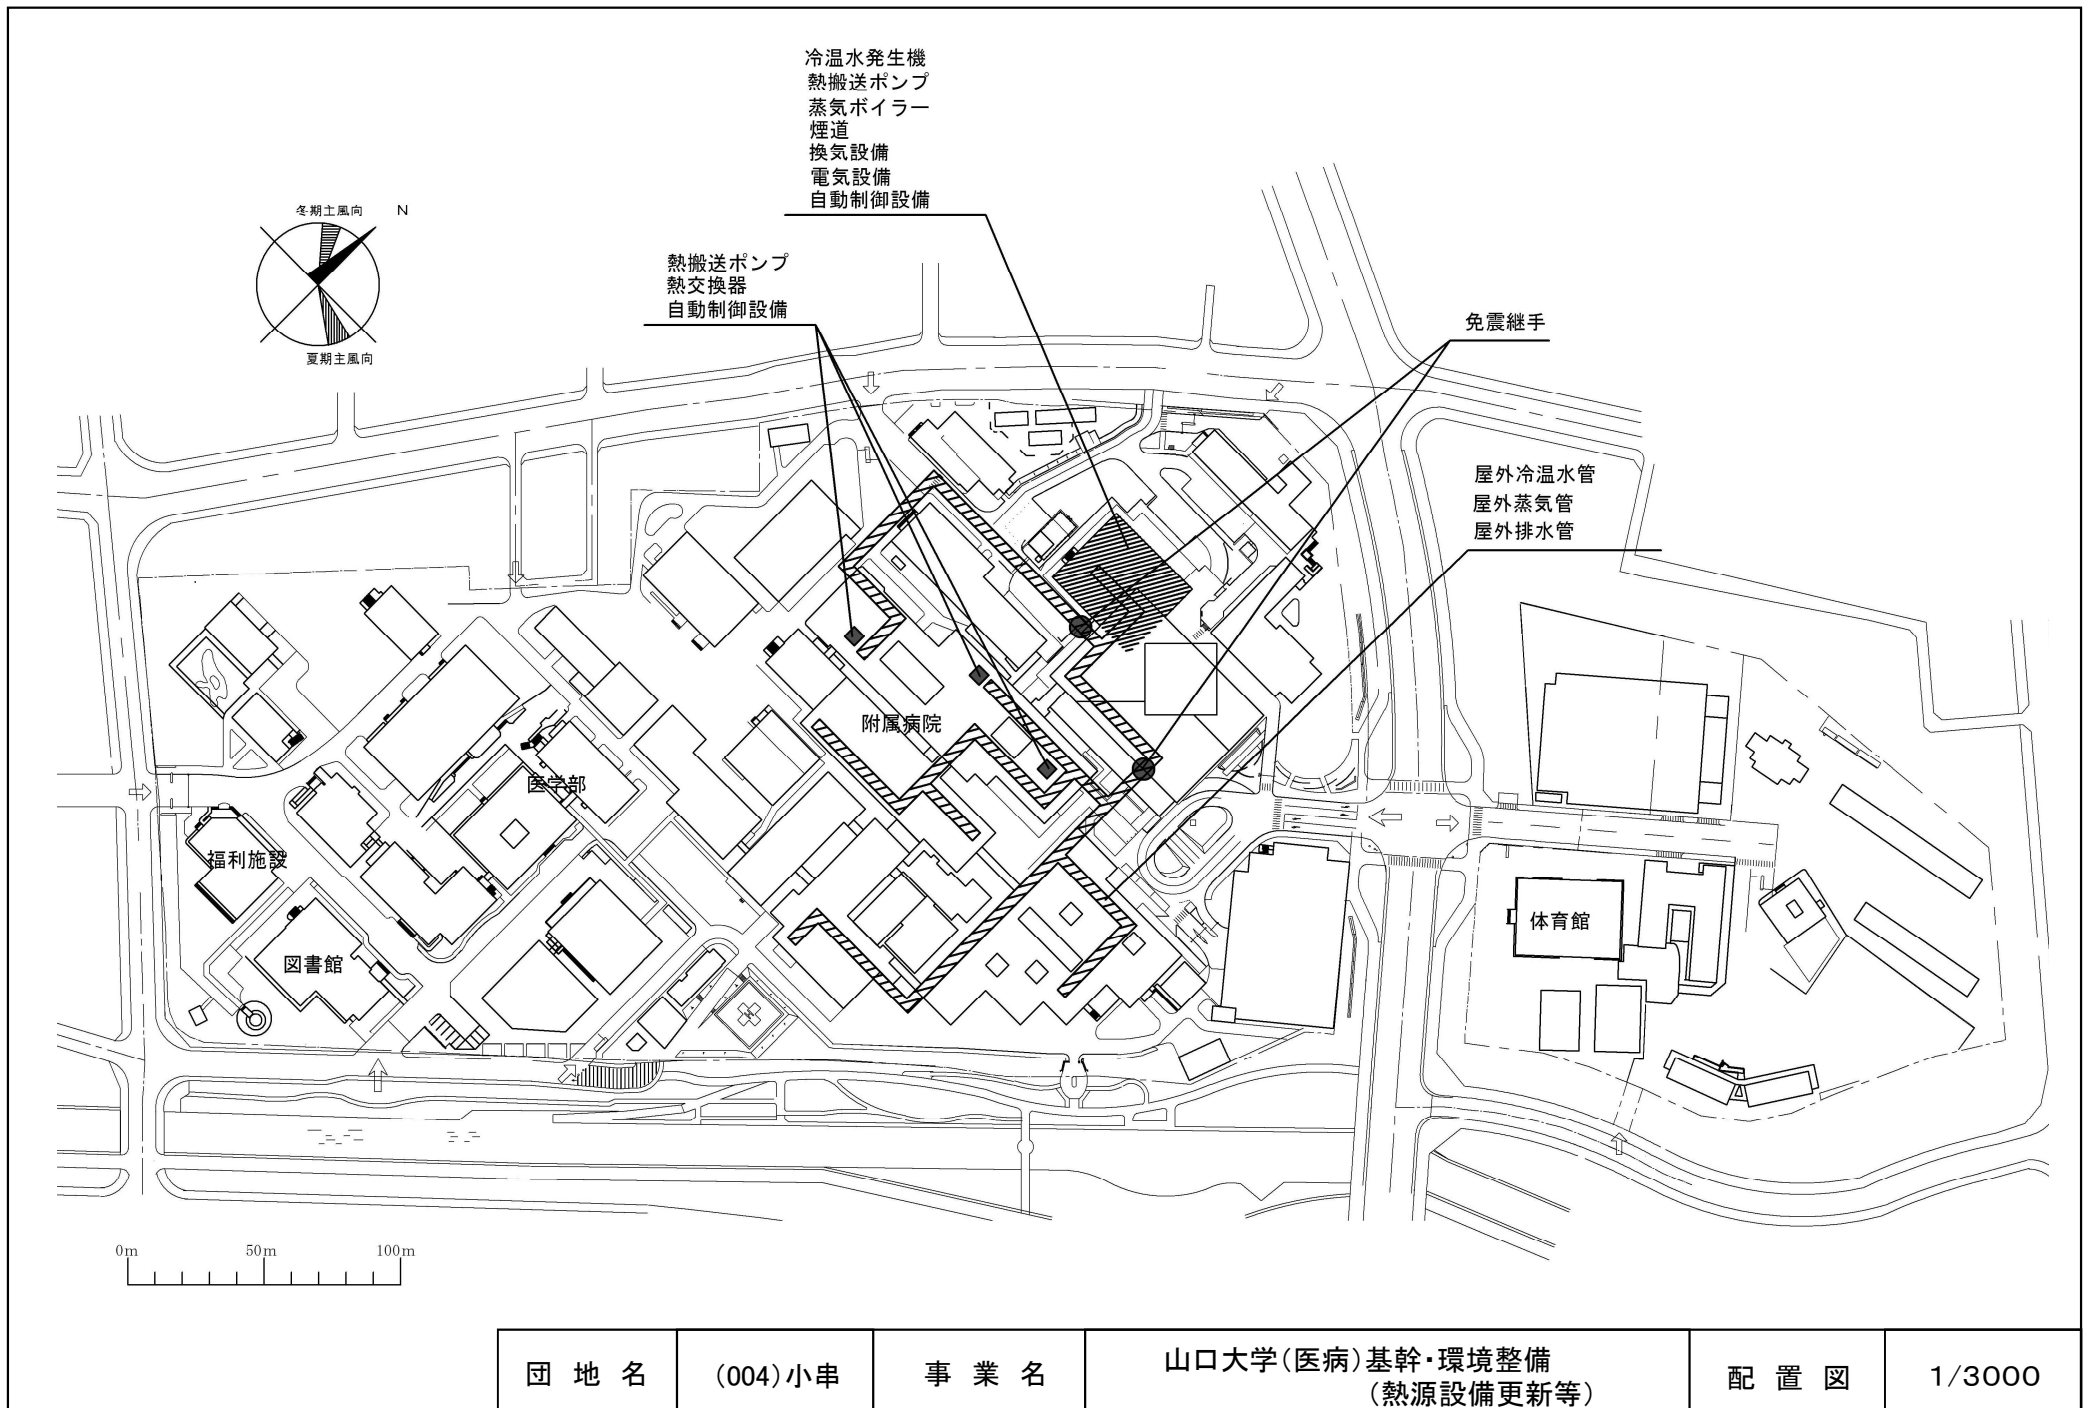 冷温水発生機
熱搬送ポンプ
蒸気ボイラー
煙道
換気設備
電気設備
自動制御設備
冬期主風向
N
夏期主風向
熱搬送ポンプ
熱交換器
自動制御設備
免震継手
屋外冷温水管
屋外蒸気管
屋外排水管
附属病院
医学部
福利施設
図書館
体育館
0m 50m 100m
団地名 (004)小串 事業名 山口大学(医病)基幹・環境整備
(熱源設備更新等)
配置図 1/3000